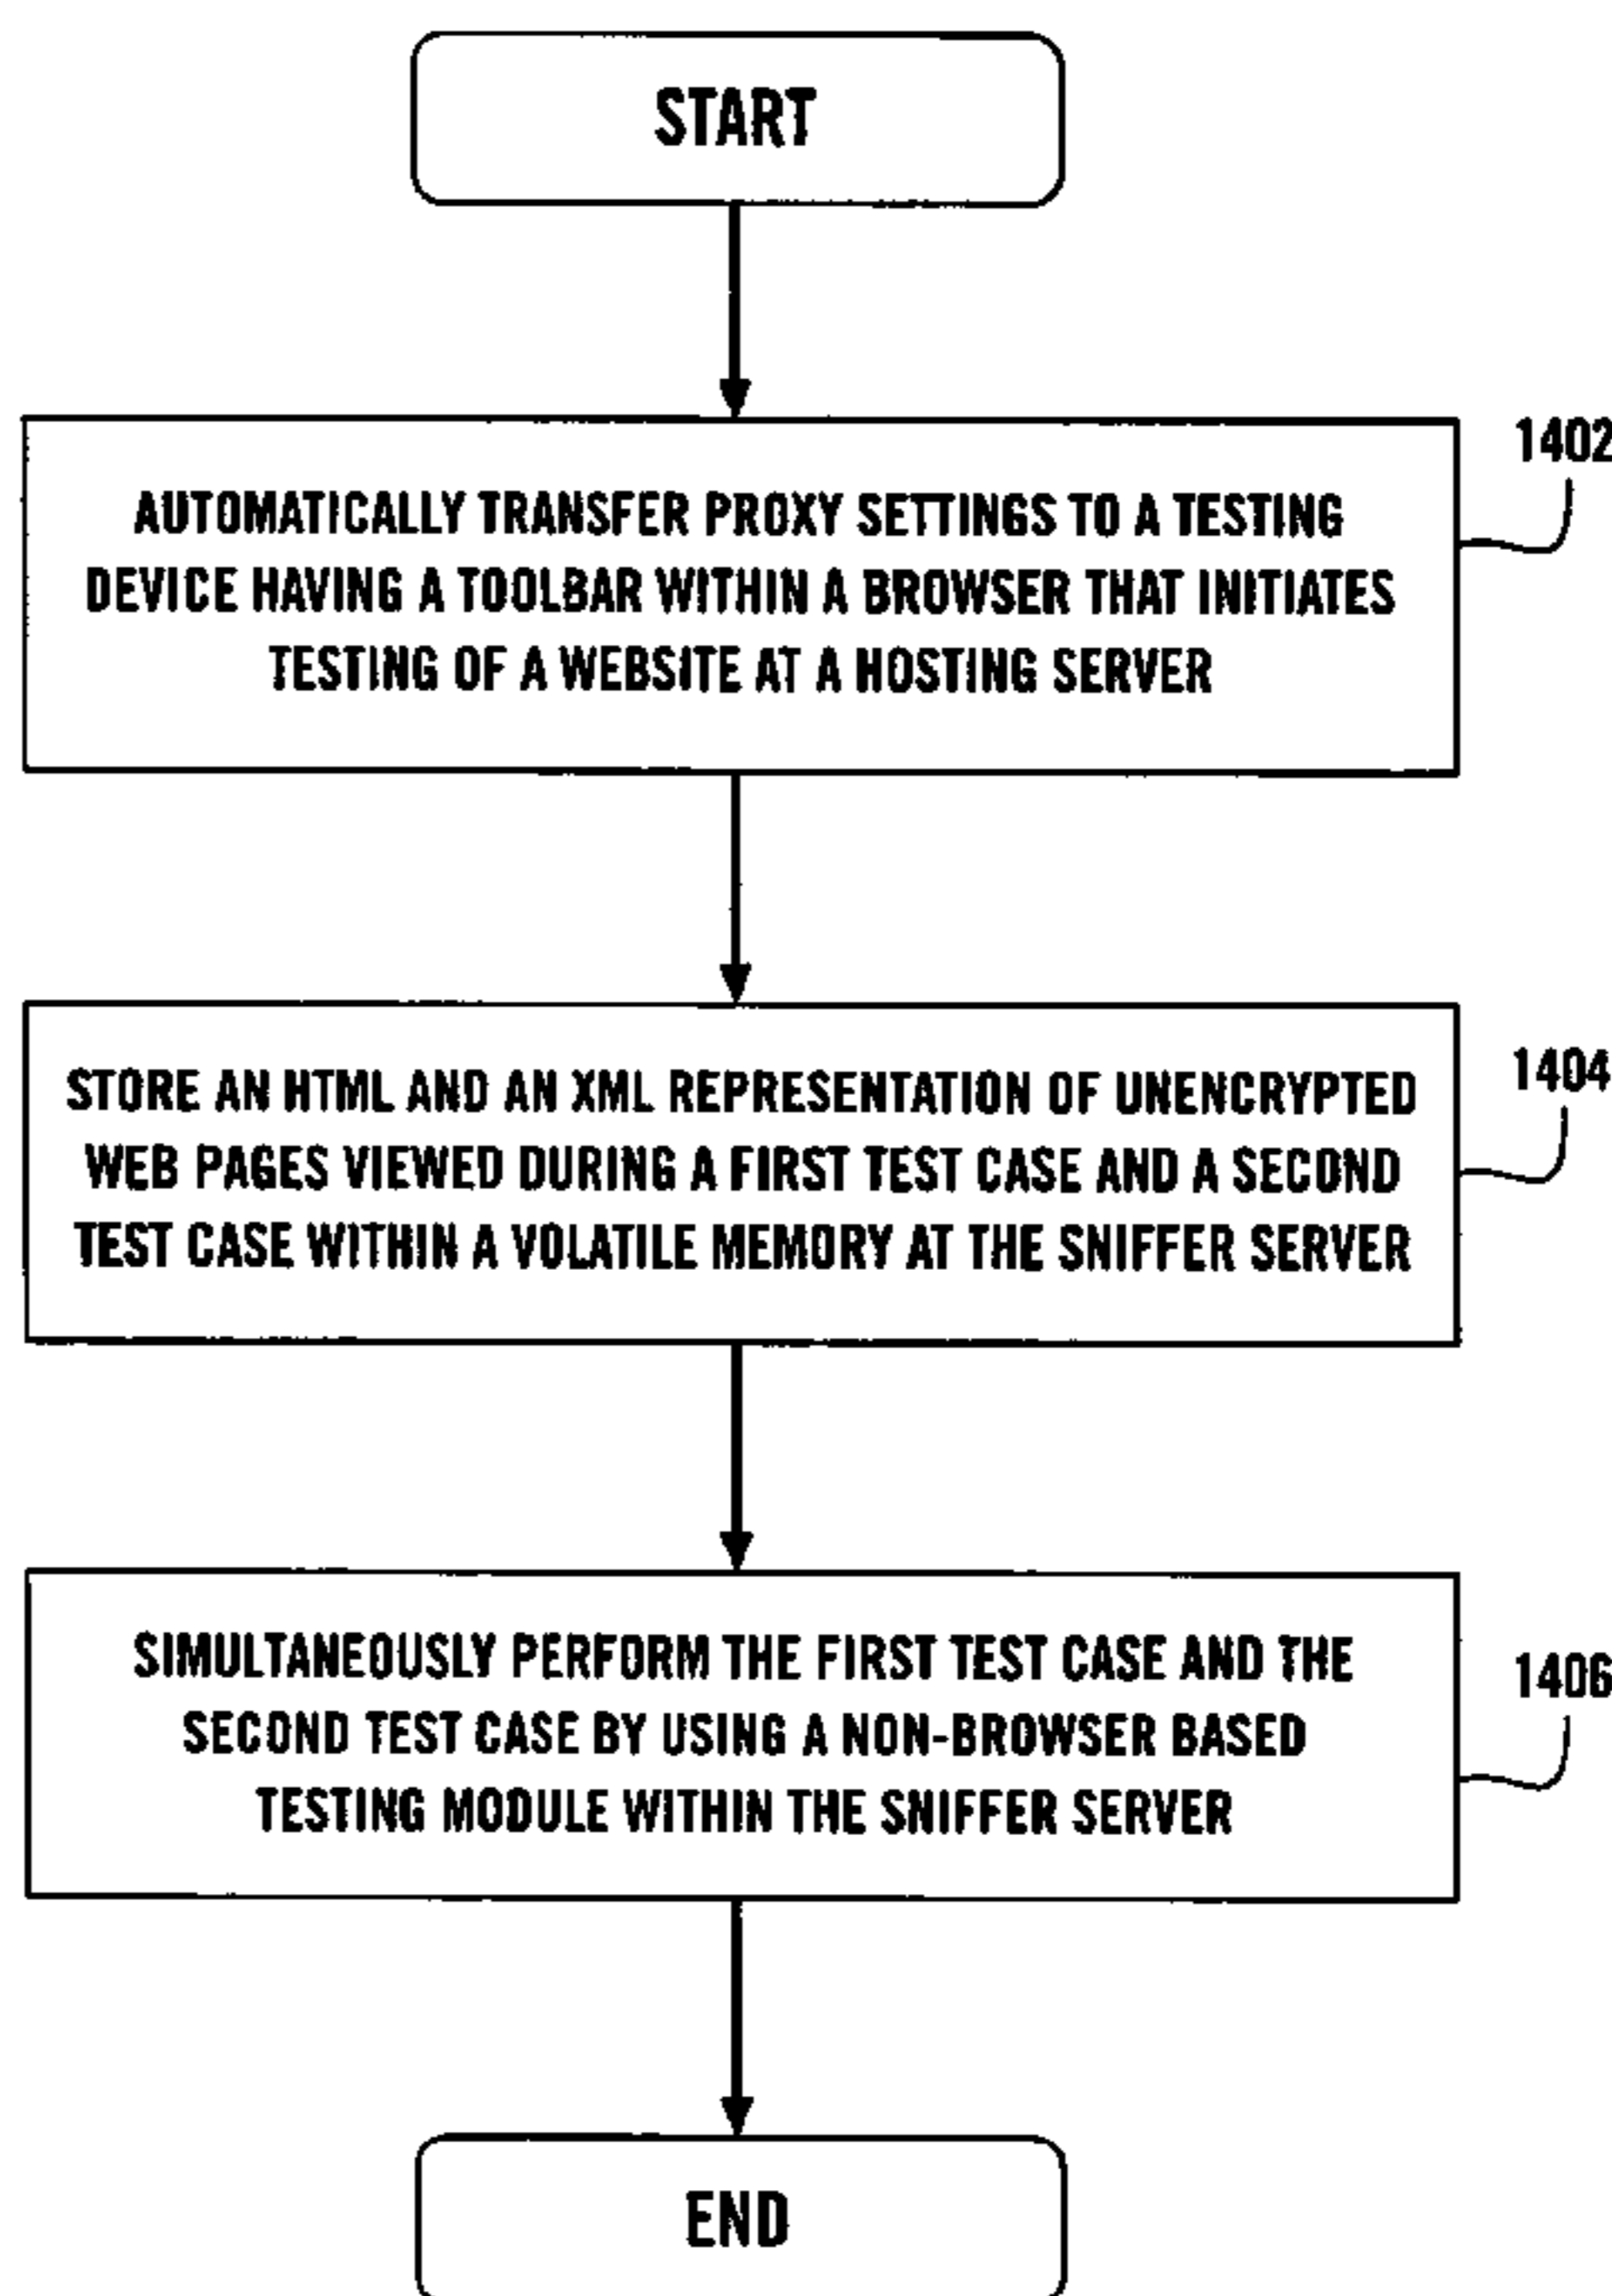 START
1402
AUTOMATICALLY TRANSFER PROXY SETTINGS TO A TESTING
DEVICE HAVING A TOOLBAR WITHIN A BROWSER THAT INITIATES
TESTING OF A WEBSITE AT A HOSTING SERVER
1404
STORE AN HTML AND AN XML REPRESENTATION OF UNENCRYPTED
WEB PAGES VIEWED DURING A FIRST TEST CASE AND A SECOND
TEST CASE WITHIN A VOLATILE MEMORY AT THE SNIFFER SERVER
1406
SIMULTANEOUSLY PERFORM THE FIRST TEST CASE AND THE
SECOND TEST CASE BY USING A NON-BROWSER BASED
TESTING MODULE WITHIN THE SNIFFER SERVER
END